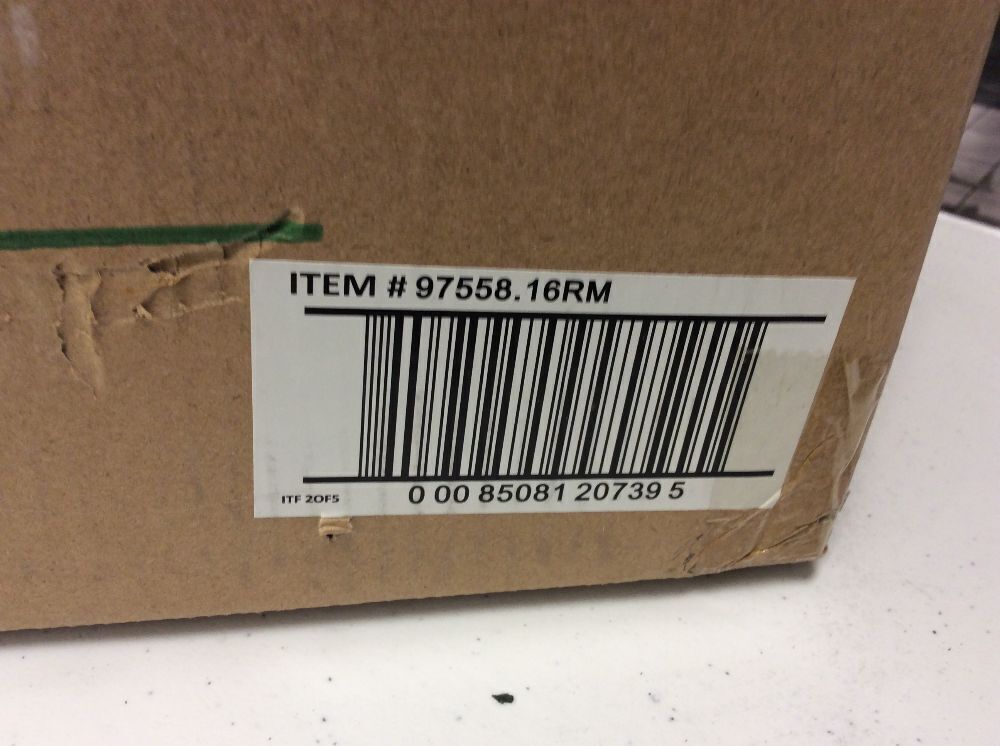 ITEM # 97558.16RM
ITF 2OF5
0 00 85081 20739 5